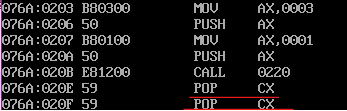 076A:0203 B80300 MOV AX,0003
076A:0206 50 PUSH AX
076A:0207 B80100 MOV AX,0001
076A:020A 50 PUSH AX
076A:020B E81200 CALL 0220
076A:020E 59 POP CX
076A:020F 59 POP CX